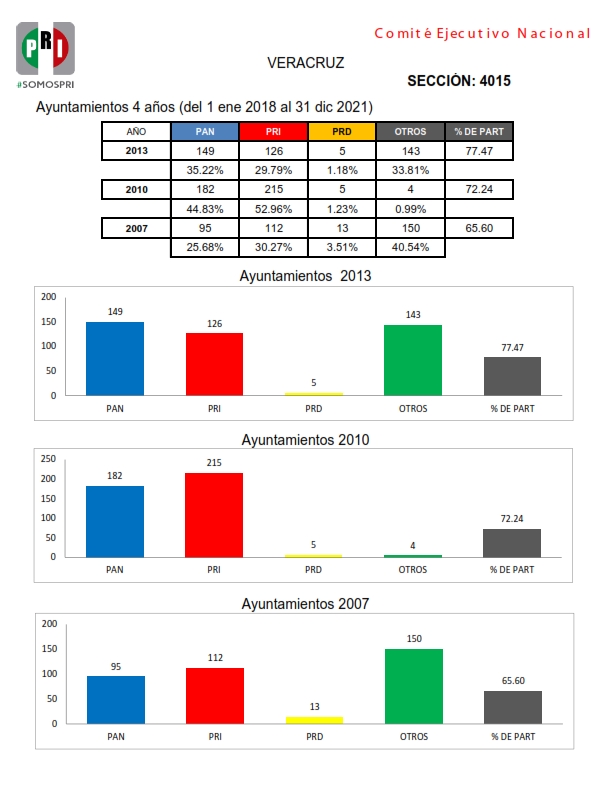 Comité Ejecutivo Nacional
PRI
#SOMOSPRI
VERACRUZ
SECCIÓN: 4015
Ayuntamientos 4 años (del 1 ene 2018 al 31 dic 2021)
AÑO PAN PRI PRD OTROS % DE PART
2013 149 126 5 143 77.47
35.22% 29.79% 1.18% 33.81%
2010 182 215 5 4 72.24
44.83% 52.96% 1.23% 0.99%
2007 95 112 13 150 65.60
25.68% 30.27% 3.51% 40.54%
Ayuntamientos 2013
200
150
100
50
0
149
126
5
143
77.47
PAN PRI PRD OTROS % DE PART
Ayuntamientos 2010
250
200
150
100
50
0
182
215
5
4
72.24
PAN PRI PRD OTROS % DE PART
Ayuntamientos 2007
200
150
100
50
0
95
112
13
150
65.60
PAN PRI PRD OTROS % DE PART